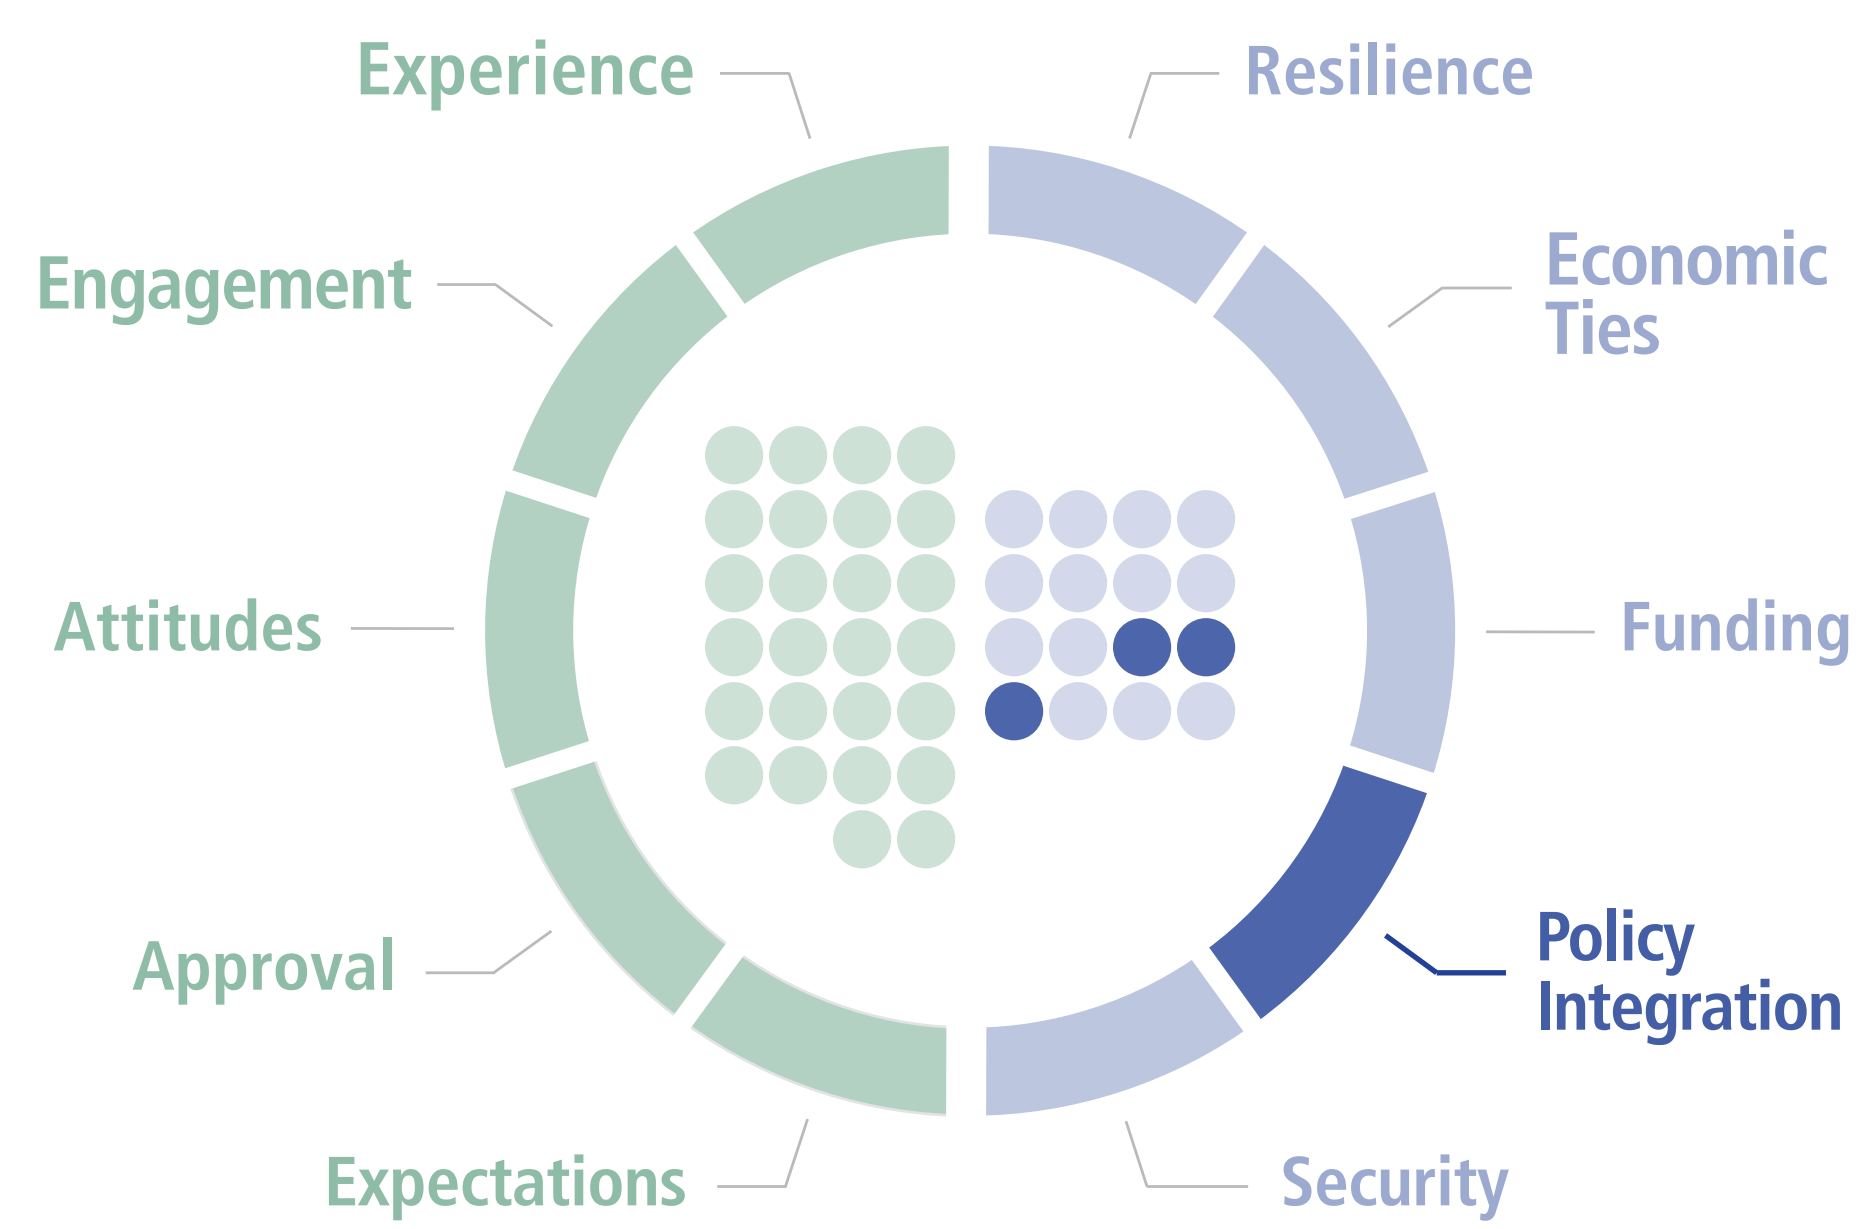 Experience
Resilience
Engagement
Economic
Ties
Attitudes
Funding
Approval
Policy
Integration
Expectations
Security